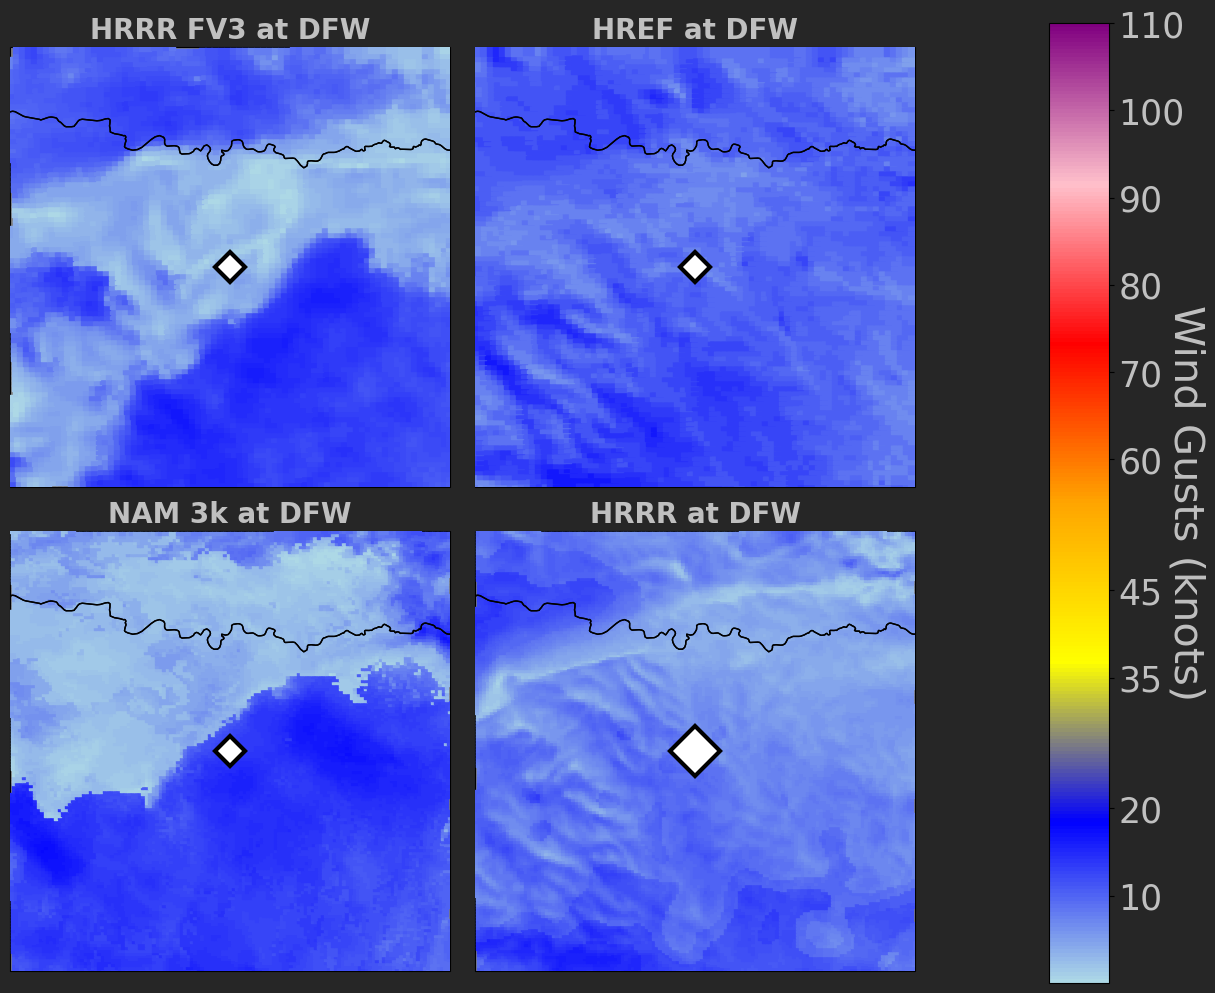 HRRR FV3 at DFW
HREF at DFW
NAM 3k at DFW
HRRR at DFW
110
100
90
80
70
60
45
35
20
10
Wind Gusts (knots)